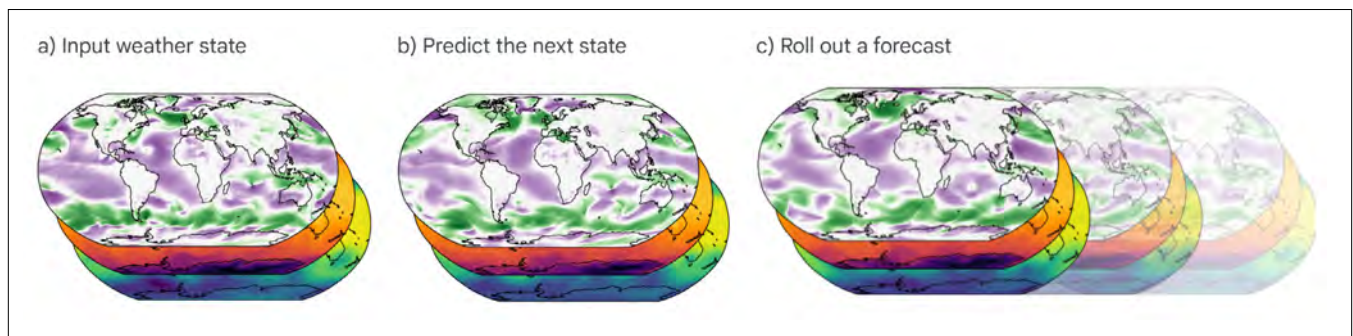 a) Input weather state
b) Predict the next state
c) Roll out a forecast